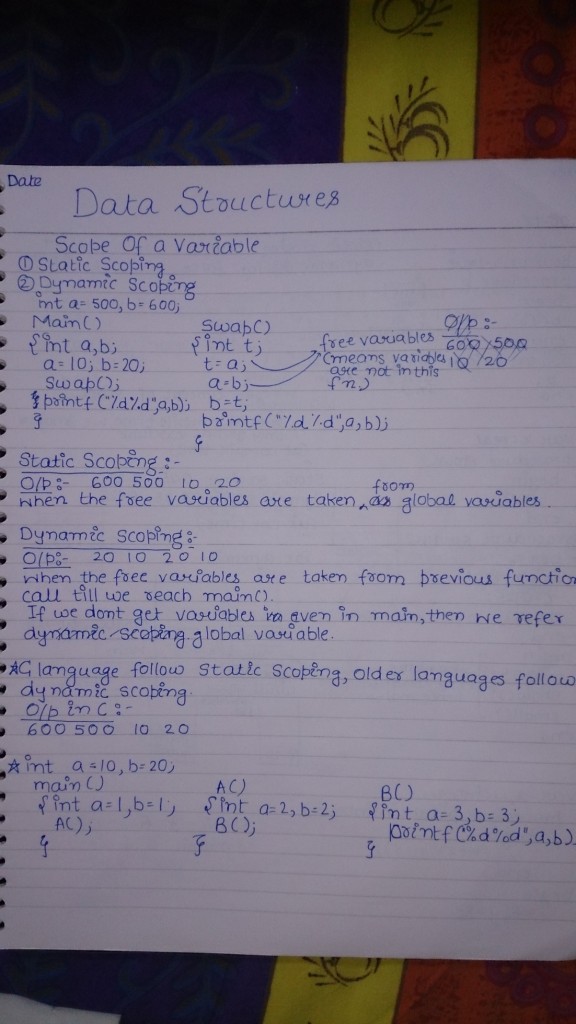 Date
Data Structures
Scope Of a Variable
① Static Scoping
② Dynamic Scoping
int a=500, b=600;
Main()
{int a,b;
a=10; b=20;
Swap();
printf("%d%d",a,b);
}
Swap()
{int t;
t=a;
a=b;
b=t;
printf("%d%d",a,b);
}
free variables
(means variables
are not in this
fn.)
O/p:-
600 500
10 20
Static Scoping:-
O/P:- 600 500 10 20
from
When the free variables are taken global variables.
Dynamic Scoping:-
O/P:- 20 10 20 10
When the free variables are taken from previous function
call till we reach main().
If we dont get variables even in main, then we refer
dynamic scoping global variable.
☆C language follow Static Scoping, older languages follow
dynamic scoping.
O/p in C:-
600 500 10 20
☆int a=10, b=20;
main()
{int a=1, b=1;
A();
}
A()
{int a=2, b=2;
B();
}
B()
{int a=3, b=3;
printf(%d%d",a,b)
}